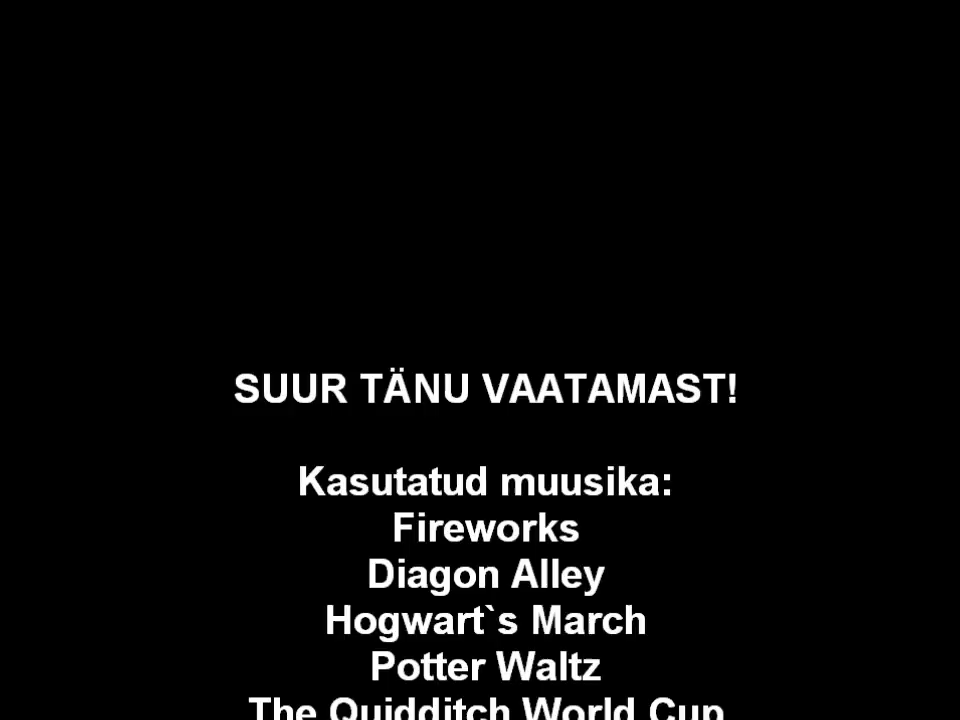 SUUR TÄNU VAATAMAST!
Kasutatud muusika:
Fireworks
Diagon Alley
Hogwart`s March
Potter Waltz
The Quidditch World Cup